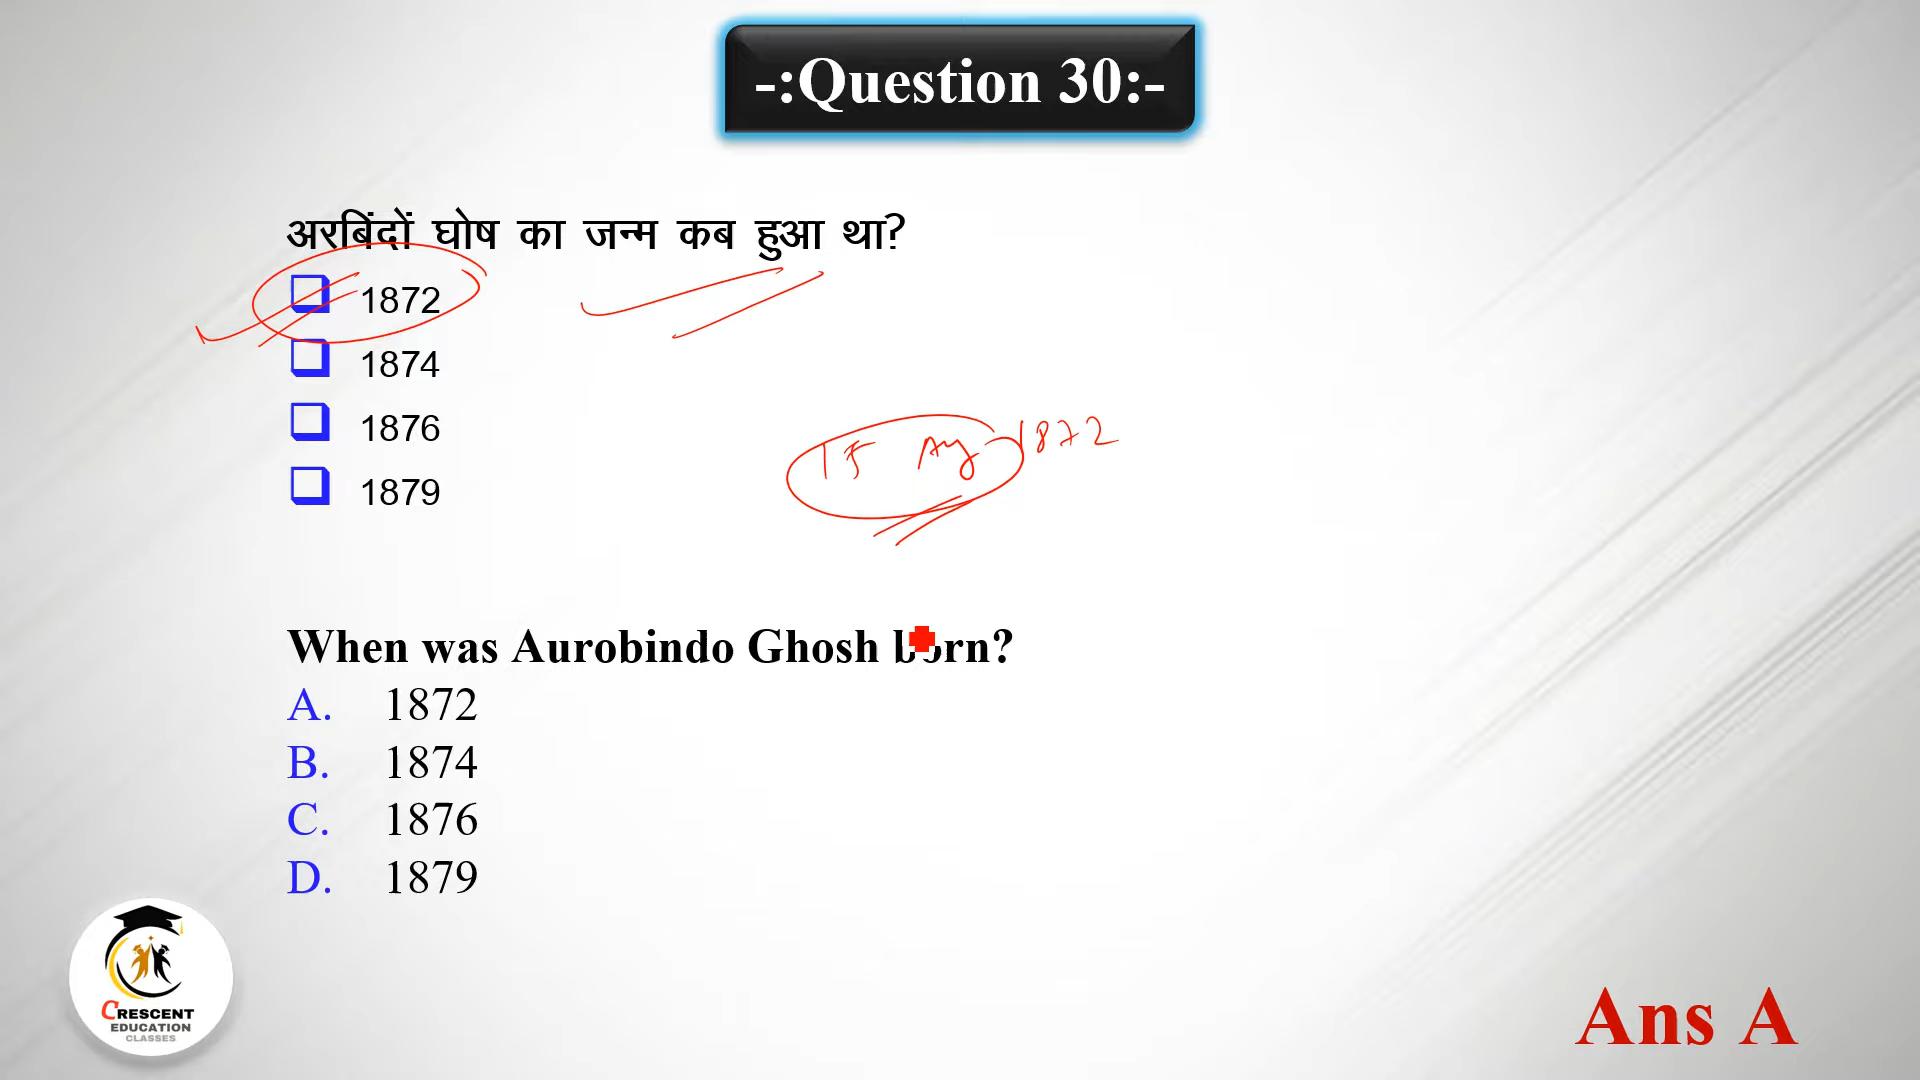 -:Question 30:-
अरबिंदों घोष का जन्म कब हुआ था?
1872
1874
1876
1879
15 Aug 1872
When was Aurobindo Ghosh born?
A. 1872
B. 1874
C. 1876
D. 1879
CRESCENT
EDUCATION
CLASSES
Ans A